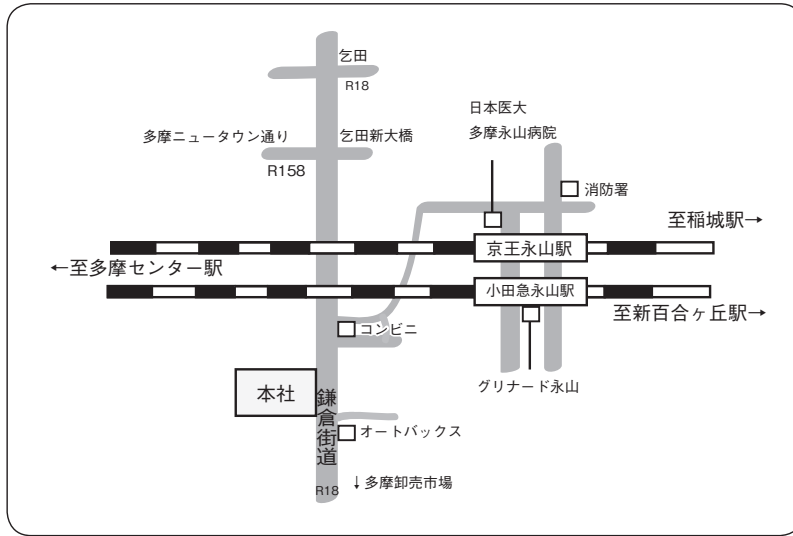 乞田
R18
日本医大
多摩永山病院
多摩ニュータウン通り
乞田新大橋
R158
消防署
至稲城駅→
京王永山駅
←至多摩センター駅
小田急永山駅
至新百合ヶ丘駅→
コンビニ
グリナード永山
本社
鎌倉街道
オートバックス
R18
↓多摩卸売市場